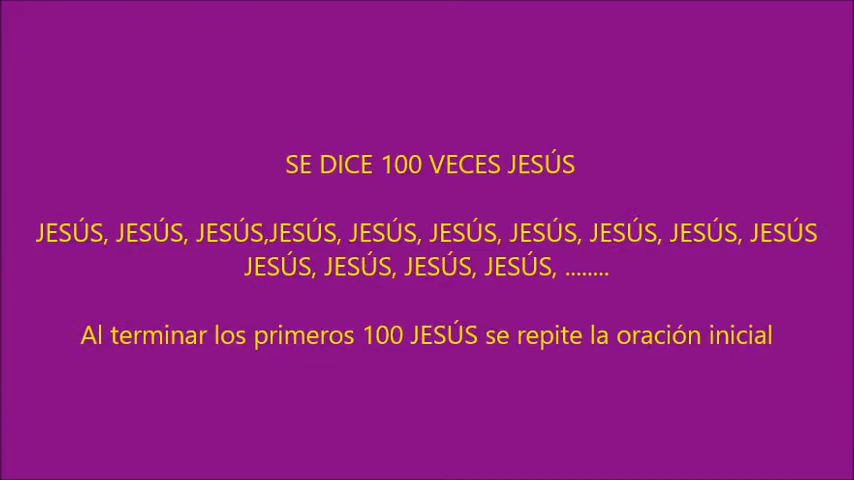 SE DICE 100 VECES JESÚS
JESÚS, JESÚS, JESÚS,JESÚS, JESÚS, JESÚS, JESÚS, JESÚS, JESÚS, JESÚS
JESÚS, JESÚS, JESÚS, JESÚS, ........
Al terminar los primeros 100 JESÚS se repite la oración inicial